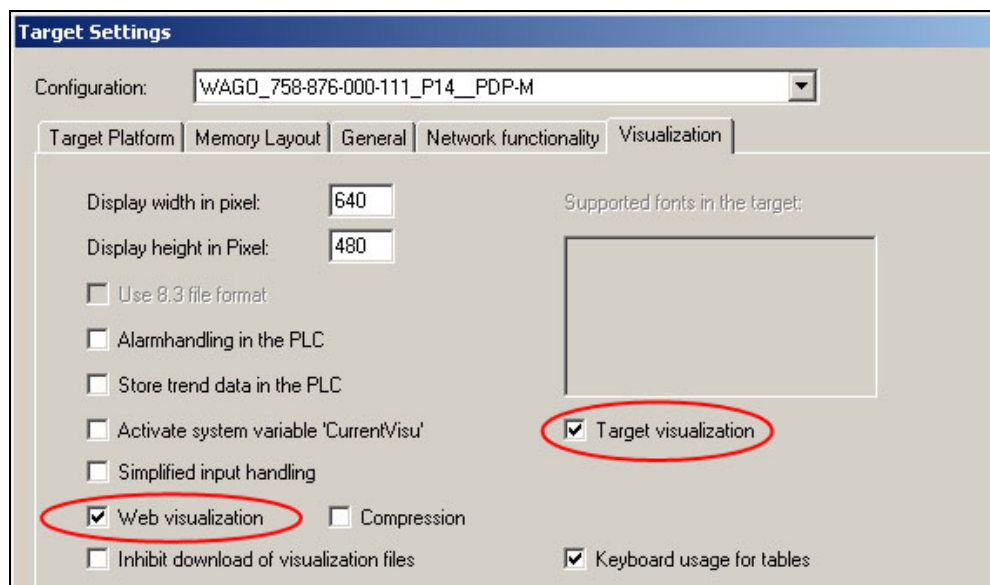 Target Settings
Configuration: WAGO_758-876-000-111_P14__PDP-M
Target Platform Memory Layout General Network functionality Visualization
Display width in pixel: 640 Supported fonts in the target:
Display height in Pixel: 480
Use 8.3 file format
Alarmhandling in the PLC
Store trend data in the PLC
Activate system variable 'CurrentVisu' Target visualization
Simplified input handling
Web visualization Compression
Inhibit download of visualization files Keyboard usage for tables